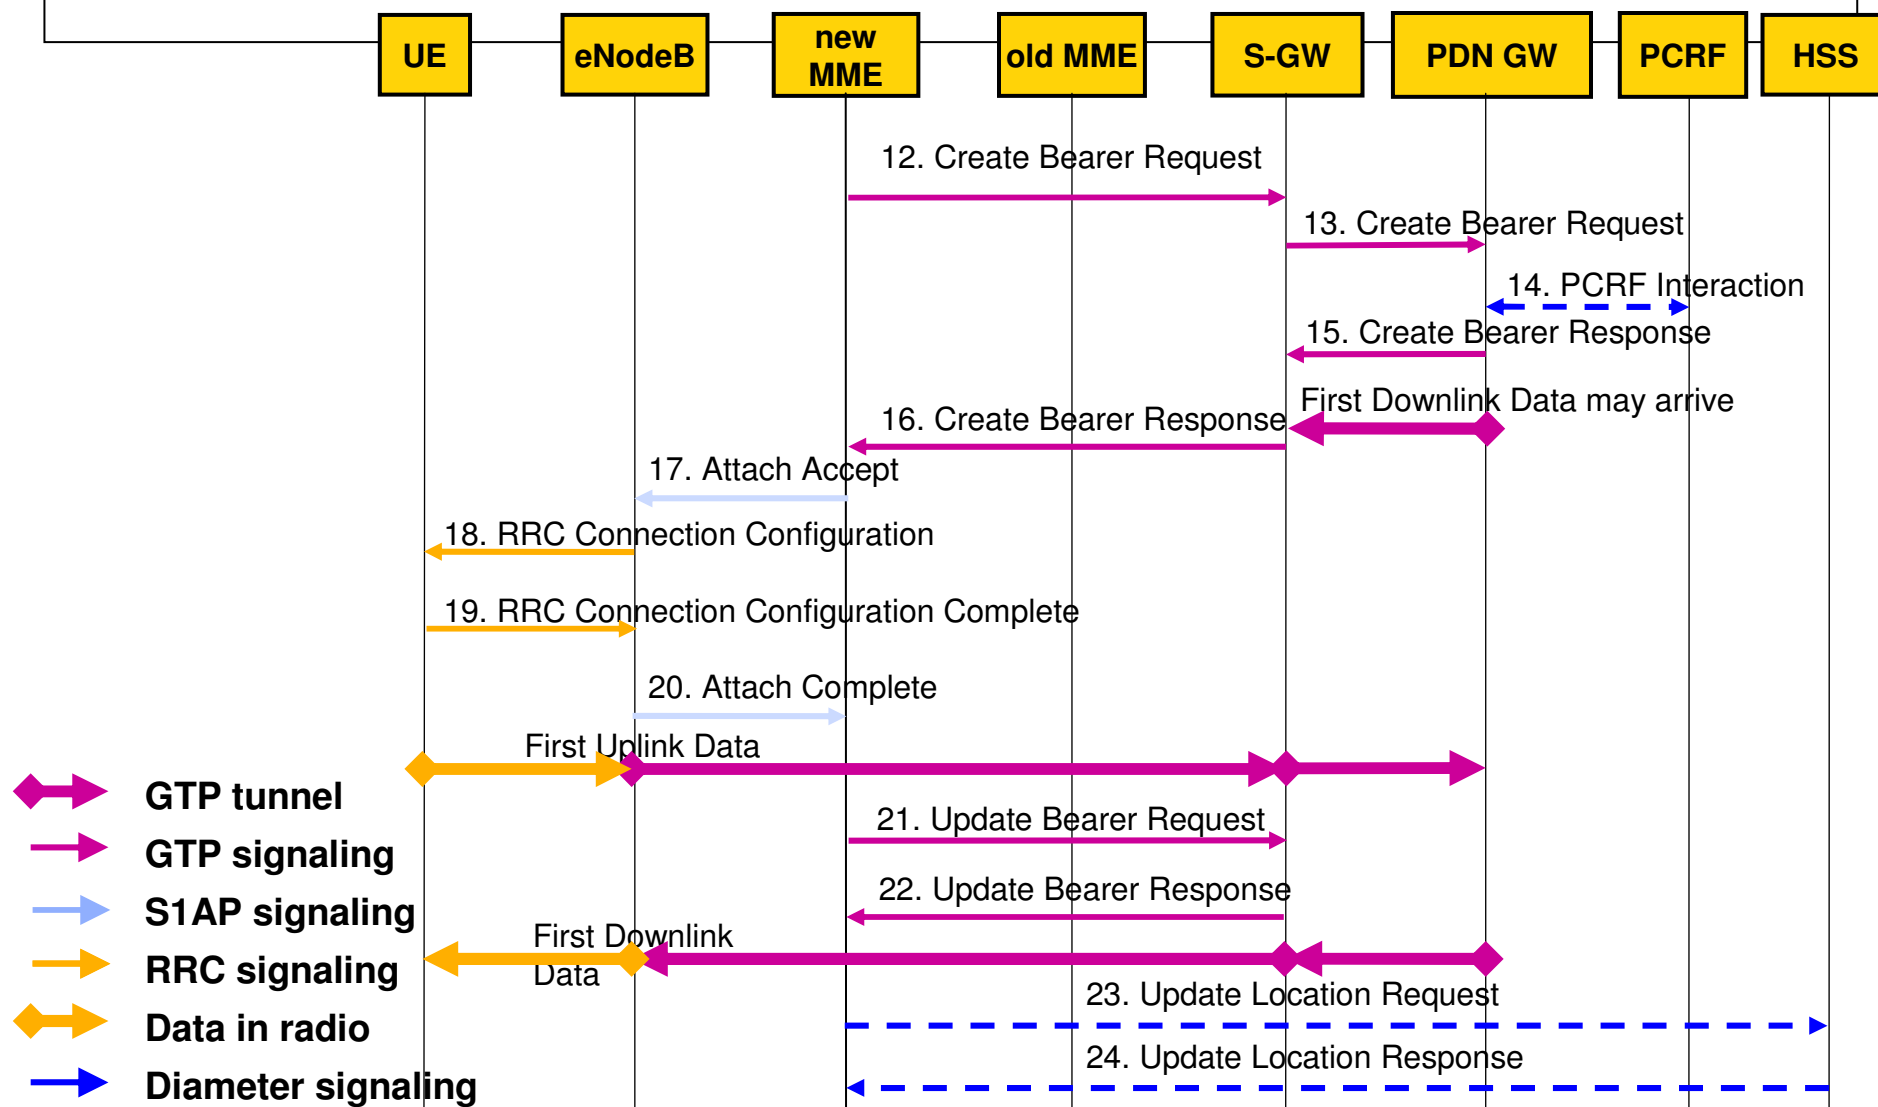 UE
eNodeB
new
MME
old MME
S-GW
PDN GW
PCRF
HSS
12. Create Bearer Request
13. Create Bearer Request
14. PCRF Interaction
15. Create Bearer Response
First Downlink Data may arrive
16. Create Bearer Response
17. Attach Accept
18. RRC Connection Configuration
19. RRC Connection Configuration Complete
20. Attach Complete
First Uplink Data
GTP tunnel
21. Update Bearer Request
GTP signaling
22. Update Bearer Response
S1AP signaling
First Downlink
Data
RRC signaling
23. Update Location Request
Data in radio
24. Update Location Response
Diameter signaling